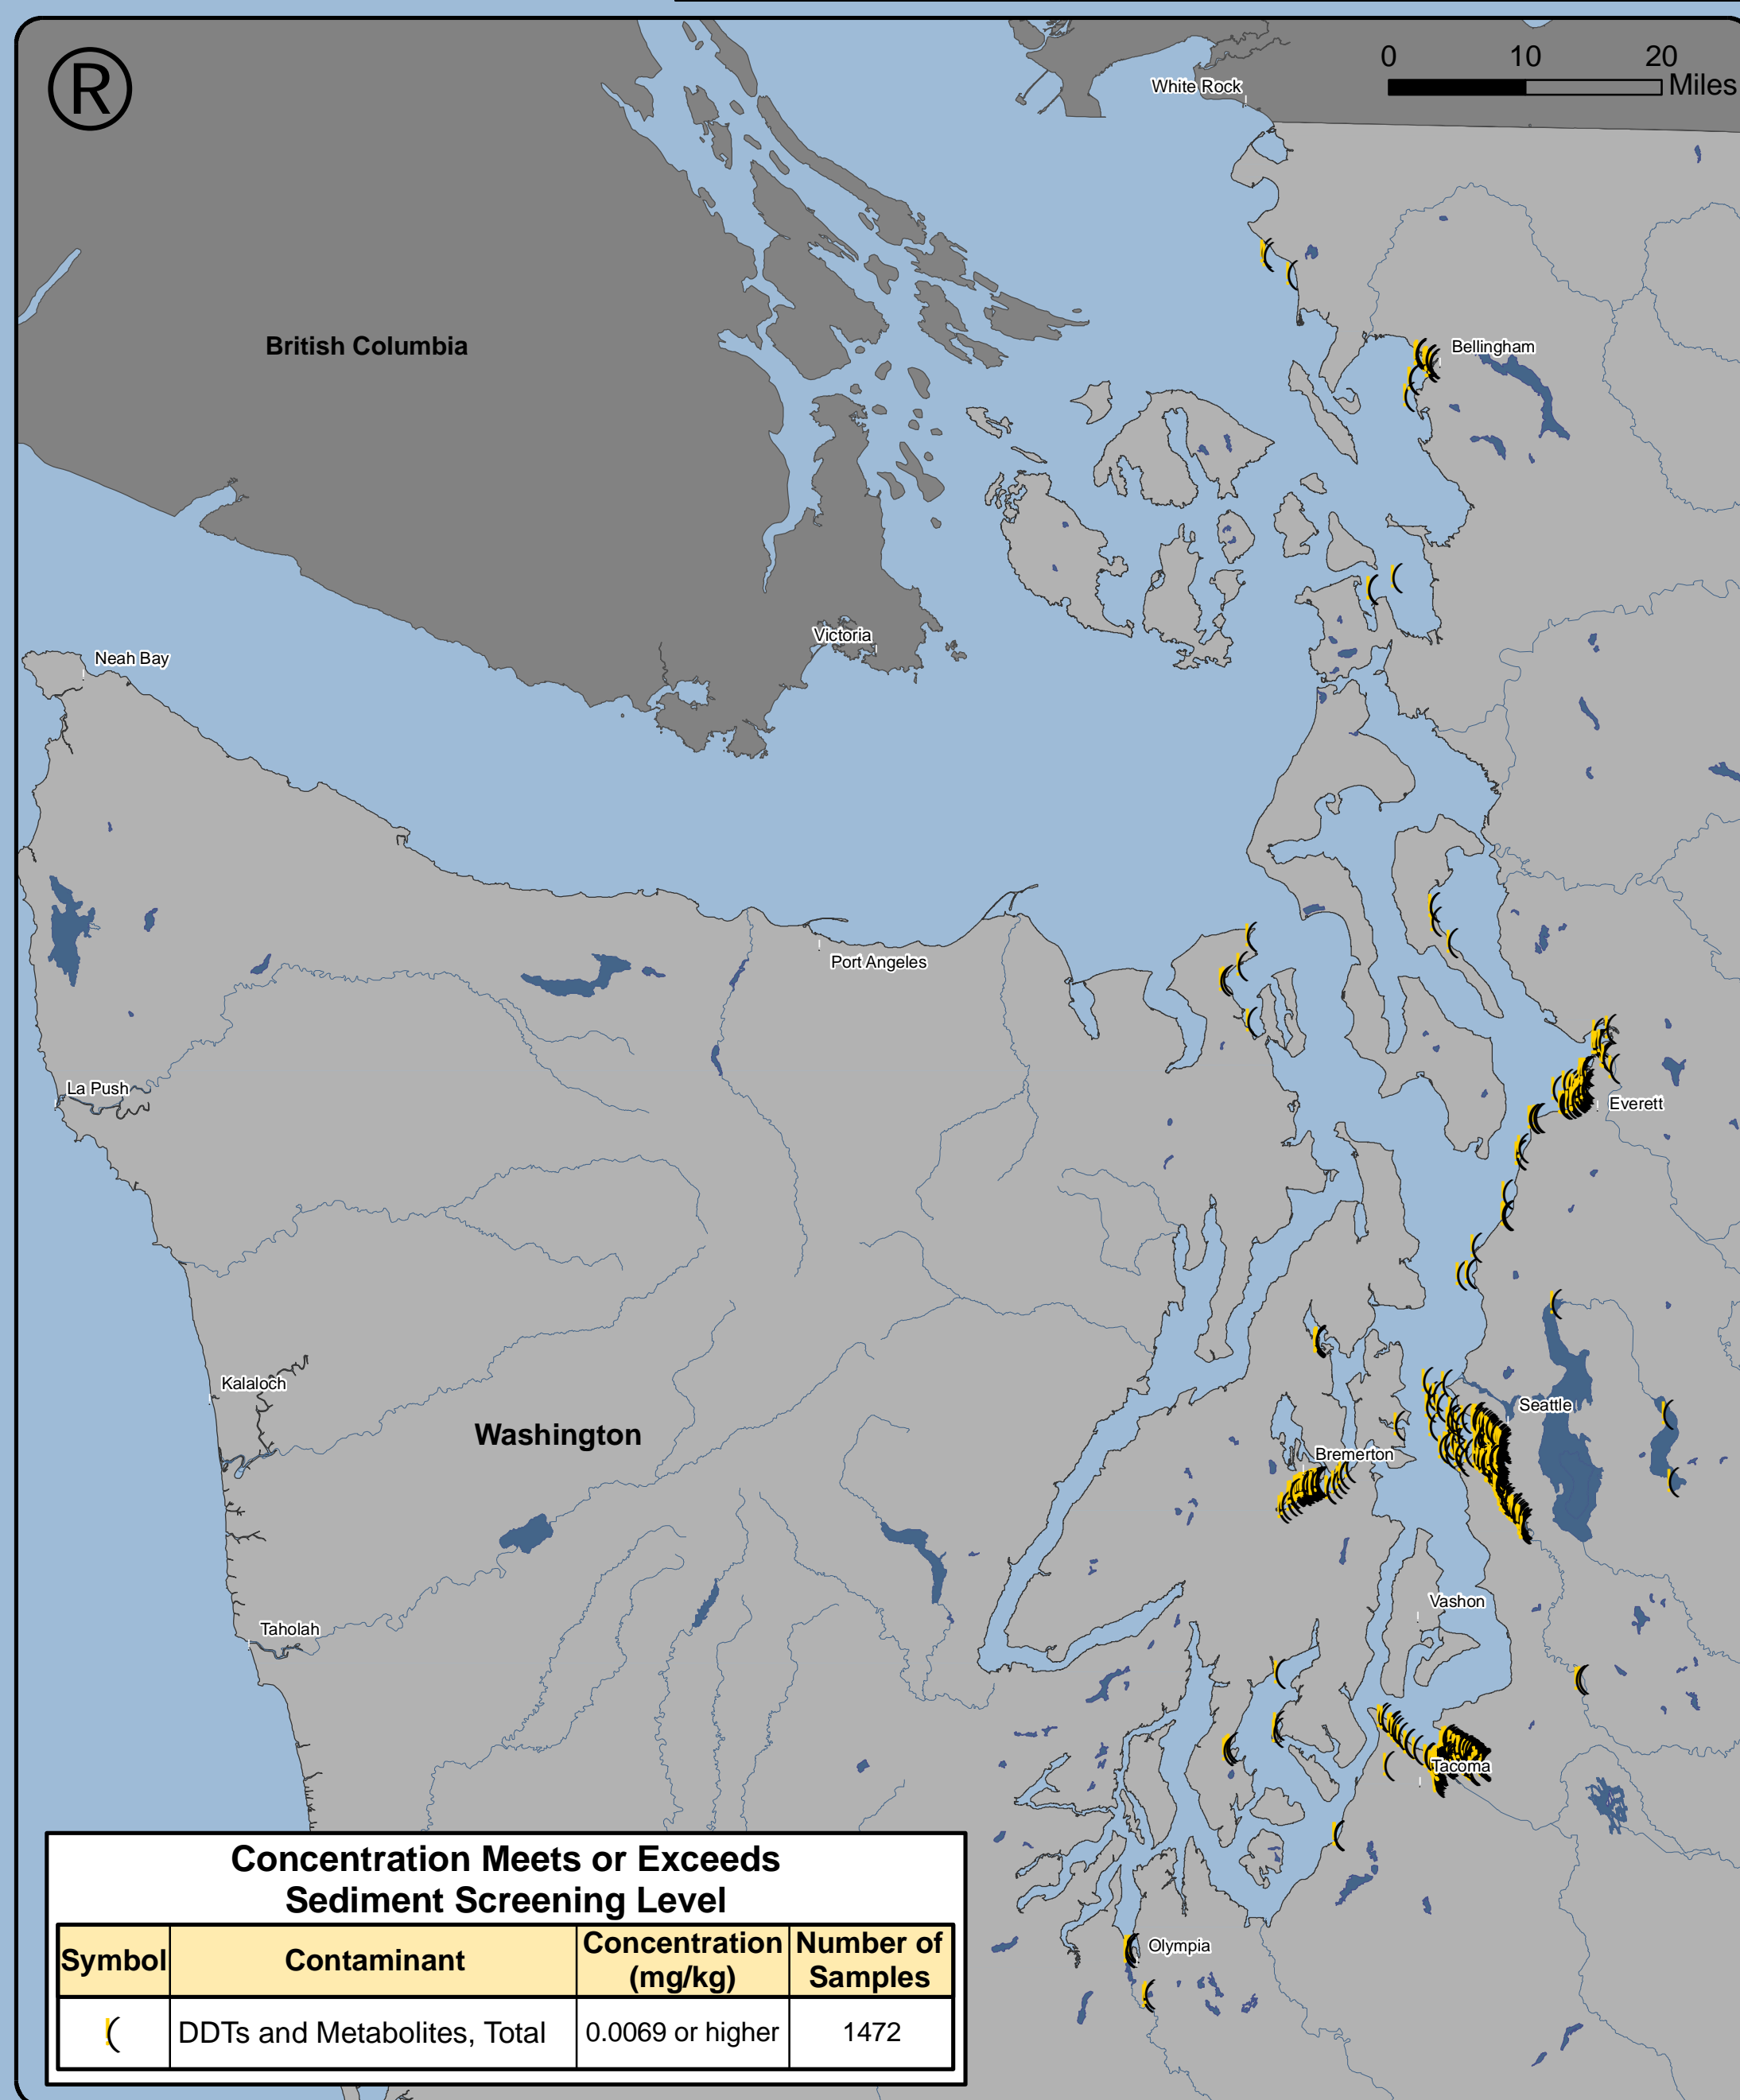 ®
0 10 20
Miles
White Rock
British Columbia
Bellingham
Victoria
Neah Bay
Port Angeles
La Push
Everett
Kalaloch
Seattle
Washington
Bremerton
Vashon
Taholah
Tacoma
Olympia
Concentration Meets or Exceeds
Sediment Screening Level
Symbol Contaminant Concentration (mg/kg) Number of Samples
DDTs and Metabolites, Total 0.0069 or higher 1472